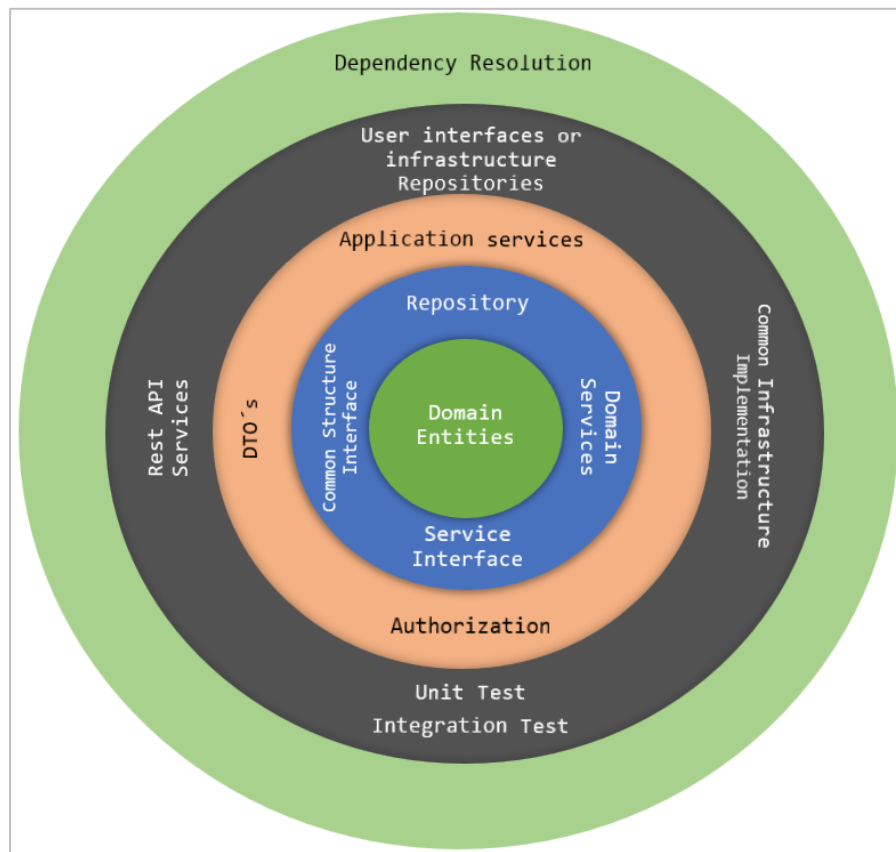 Dependency Resolution
User interfaces or
infrastructure
Repositories
Application services
Repository
Common Structure
Interface
Domain
Services
Domain
Entities
Service
Interface
DTO´s
Rest API
Services
Common Infrastructure
Implementation
Authorization
Unit Test
Integration Test